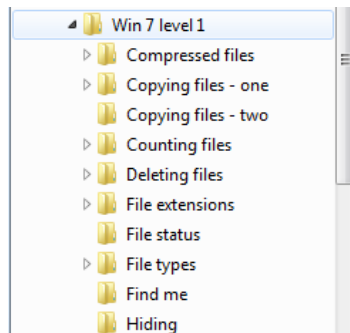 Win 7 level 1
Compressed files
Copying files - one
Copying files - two
Counting files
Deleting files
File extensions
File status
File types
Find me
Hiding